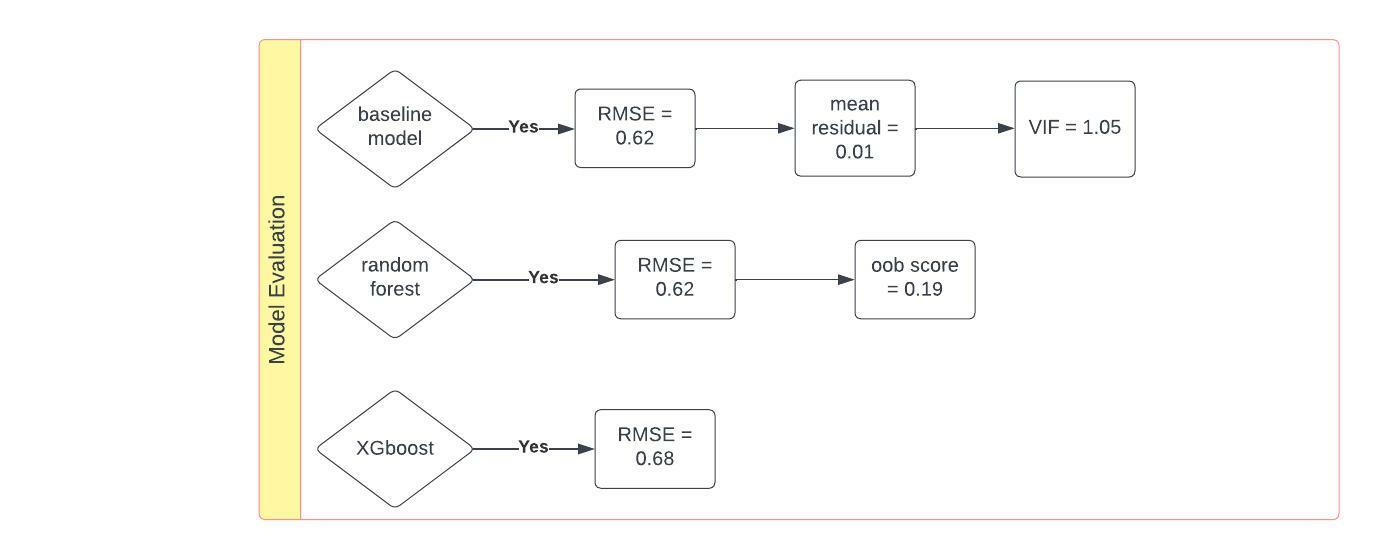 Model Evaluation
baseline
model
Yes
RMSE =
0.62
mean
residual =
0.01
VIF = 1.05
random
forest
Yes
RMSE =
0.62
oob score
= 0.19
XGboost
Yes
RMSE =
0.68